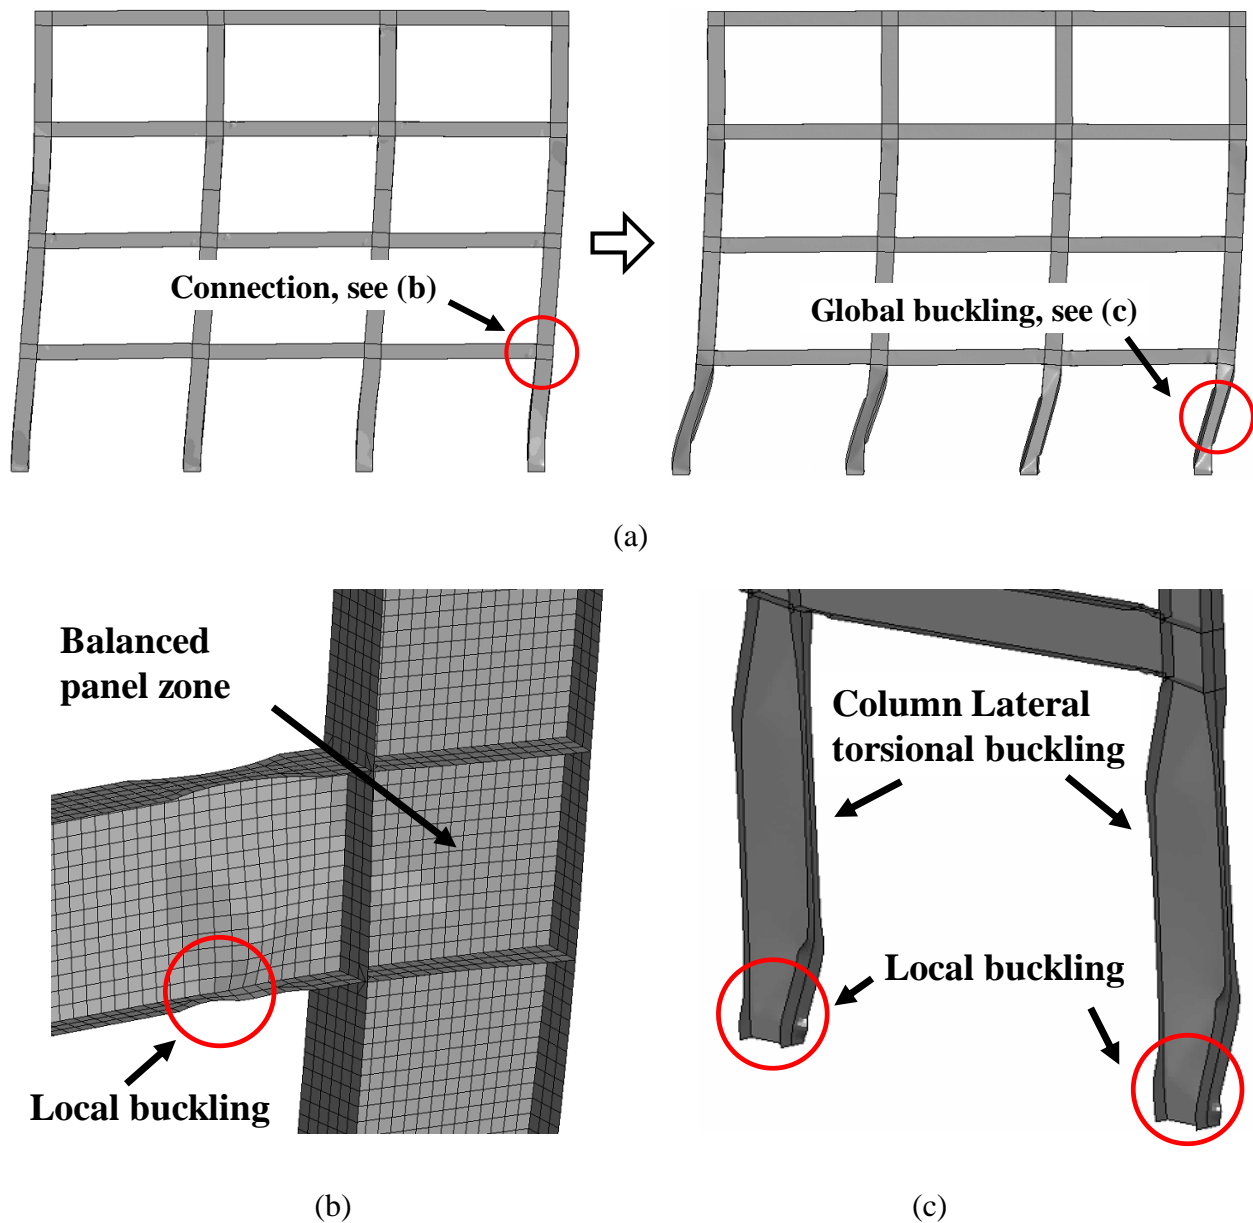 Connection, see (b)
Global buckling, see (c)
(a)
Balanced
panel zone
Local buckling
(b)
Column Lateral
torsional buckling
Local buckling
(c)